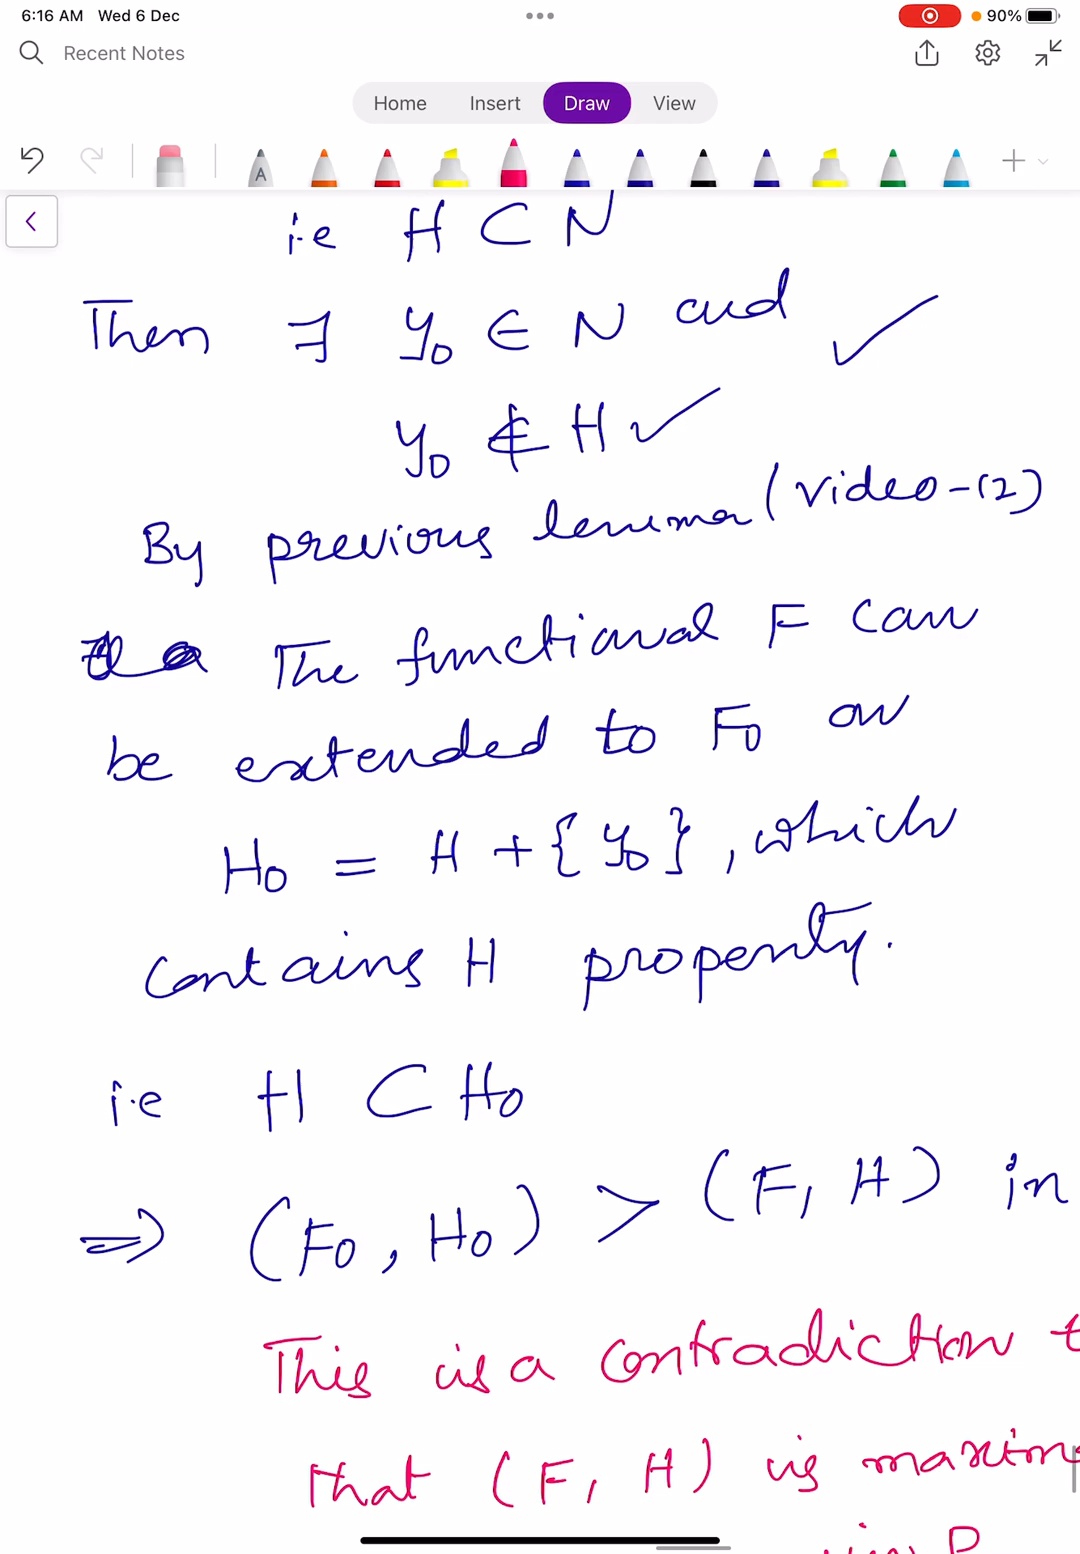 6:16 AM Wed 6 Dec
90%
Recent Notes
Home Insert Draw View
A
i.e H ⊂ N
Then ∃ y₀ ∈ N and
y₀ ∉ H ✓
By previous lemma (video-12)
The functional F can
be extended to F₀ on
H₀ = H + {y₀}, which
contains H properly.
i.e H ⊂ H₀
⇒ (F₀, H₀) > (F, H) in
This is a contradiction t
that (F, H) is maxim
in P